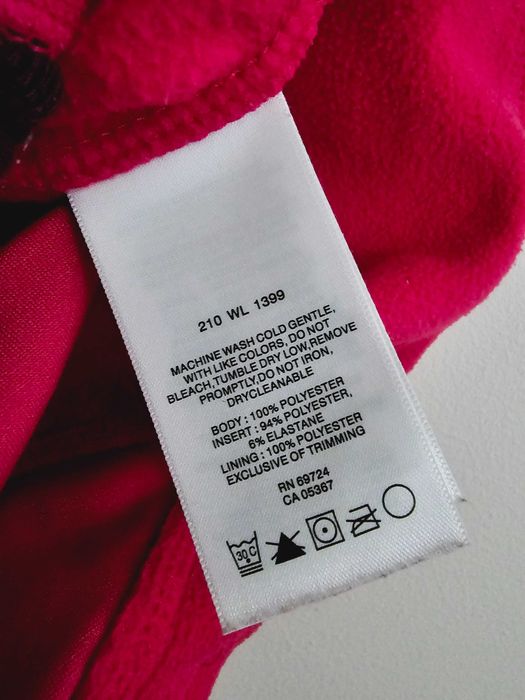 210 WL 1399
MACHINE WASH COLD GENTLE,
WITH LIKE COLORS, DO NOT
BLEACH,TUMBLE DRY LOW,REMOVE
PROMPTLY,DO NOT IRON,
DRYCLEANABLE
BODY : 100% POLYESTER
INSERT : 94% POLYESTER,
6% ELASTANE
LINING : 100% POLYESTER
EXCLUSIVE OF TRIMMING
RN 69724
CA 05367
30 C